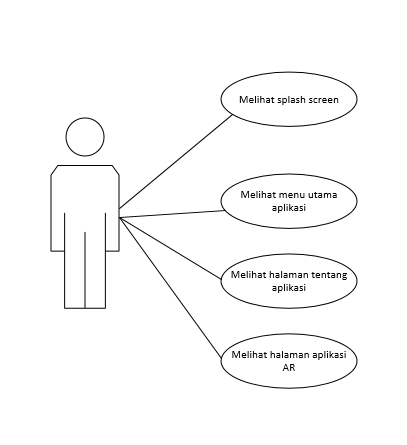 Melihat splash screen
Melihat menu utama
aplikasi
Melihat halaman tentang
aplikasi
Melihat halaman aplikasi
AR